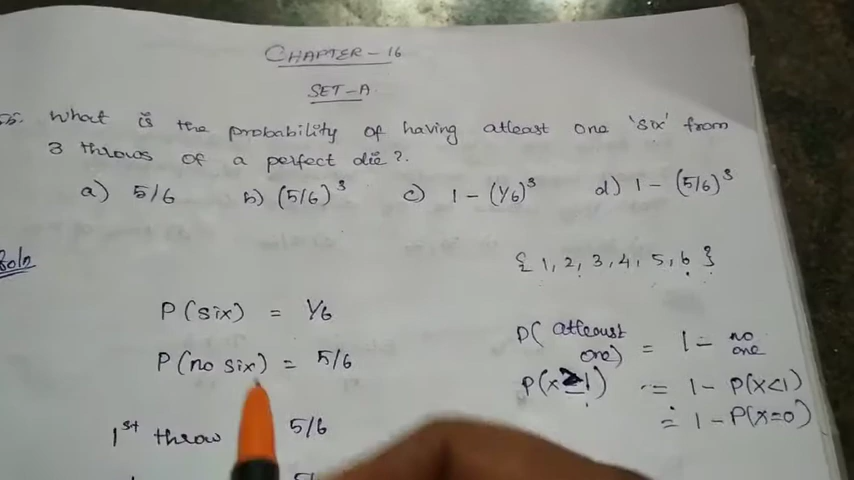 CHAPTER-16
SET-A
What is the probability of having atleast one 'six' from
3 throws of a perfect die?.
a) 5/6 b) (5/6)³ c) 1 - (1/6)³ d) 1 - (5/6)³
Soln
{1, 2, 3, 4, 5, 6}
P(six) = 1/6
P(no six) = 5/6
1st throw 5/6
P(atleast one) = 1 - no one
P(x≥1) = 1 - P(x<1)
= 1 - P(x=0)